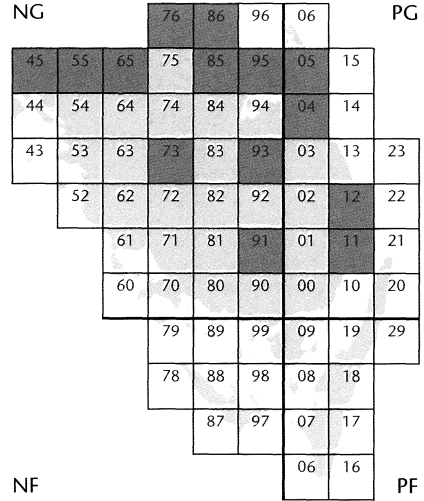 NG 76 86 96 06 PG
45 55 65 75 85 95 05 15
44 54 64 74 84 94 04 14
43 53 63 73 83 93 03 13 23
52 62 72 82 92 02 12 22
61 71 81 91 01 11 21
60 70 80 90 00 10 20
79 89 99 09 19 29
78 88 98 08 18
87 97 07 17
NF 06 16 PF